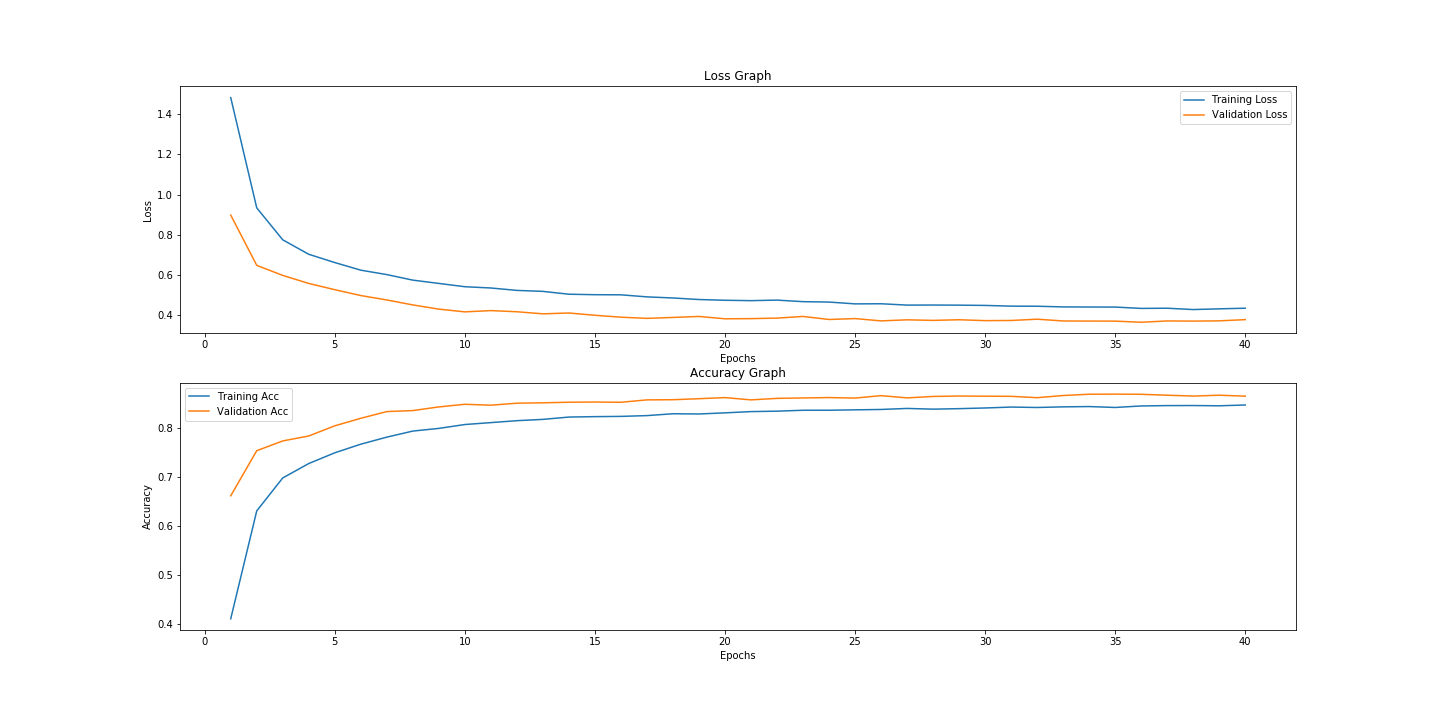 Loss Graph
1.4
1.2
1.0
0.8
0.6
0.4
Loss
Training Loss
Validation Loss
0 5 10 15 20 25 30 35 40
Epochs
Accuracy Graph
0.8
0.7
0.6
0.5
0.4
Accuracy
Training Acc
Validation Acc
0 5 10 15 20 25 30 35 40
Epochs